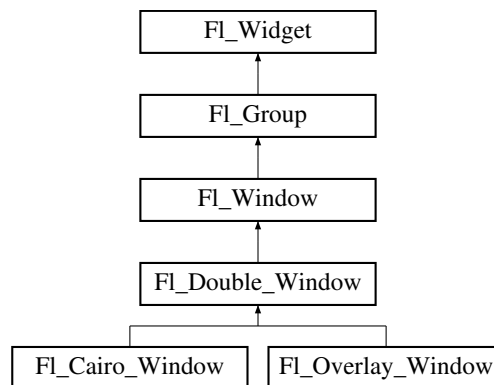 Fl_Widget
Fl_Group
Fl_Window
Fl_Double_Window
Fl_Cairo_Window
Fl_Overlay_Window